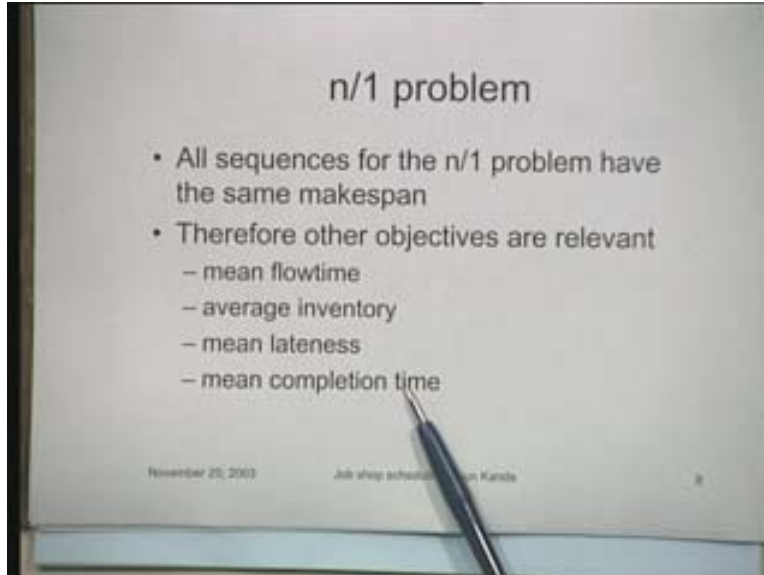 n/1 problem
• All sequences for the n/1 problem have
the same makespan
• Therefore other objectives are relevant
– mean flowtime
– average inventory
– mean lateness
– mean completion time
November 25, 2003 Job shop Kanda